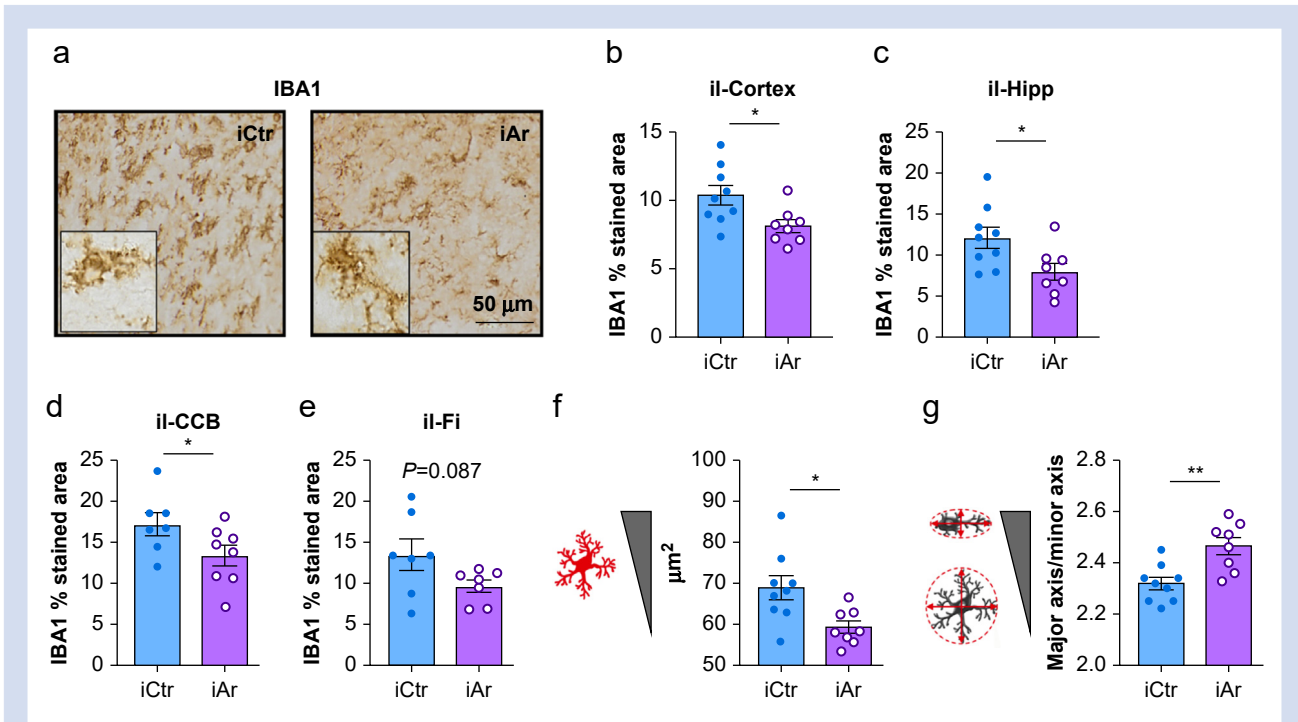 a
IBA1
iCtr
iAr
50 µm
b
il-Cortex
*
IBA1 % stained area
15
10
5
0
iCtr
iAr
c
il-Hipp
*
IBA1 % stained area
25
20
15
10
5
0
iCtr
iAr
d
il-CCB
*
IBA1 % stained area
25
20
15
10
5
0
iCtr
iAr
e
il-Fi
P=0.087
IBA1 % stained area
25
20
15
10
5
0
iCtr
iAr
f
*
µm²
100
90
80
70
60
50
iCtr
iAr
g
**
Major axis/minor axis
2.8
2.6
2.4
2.2
2.0
iCtr
iAr